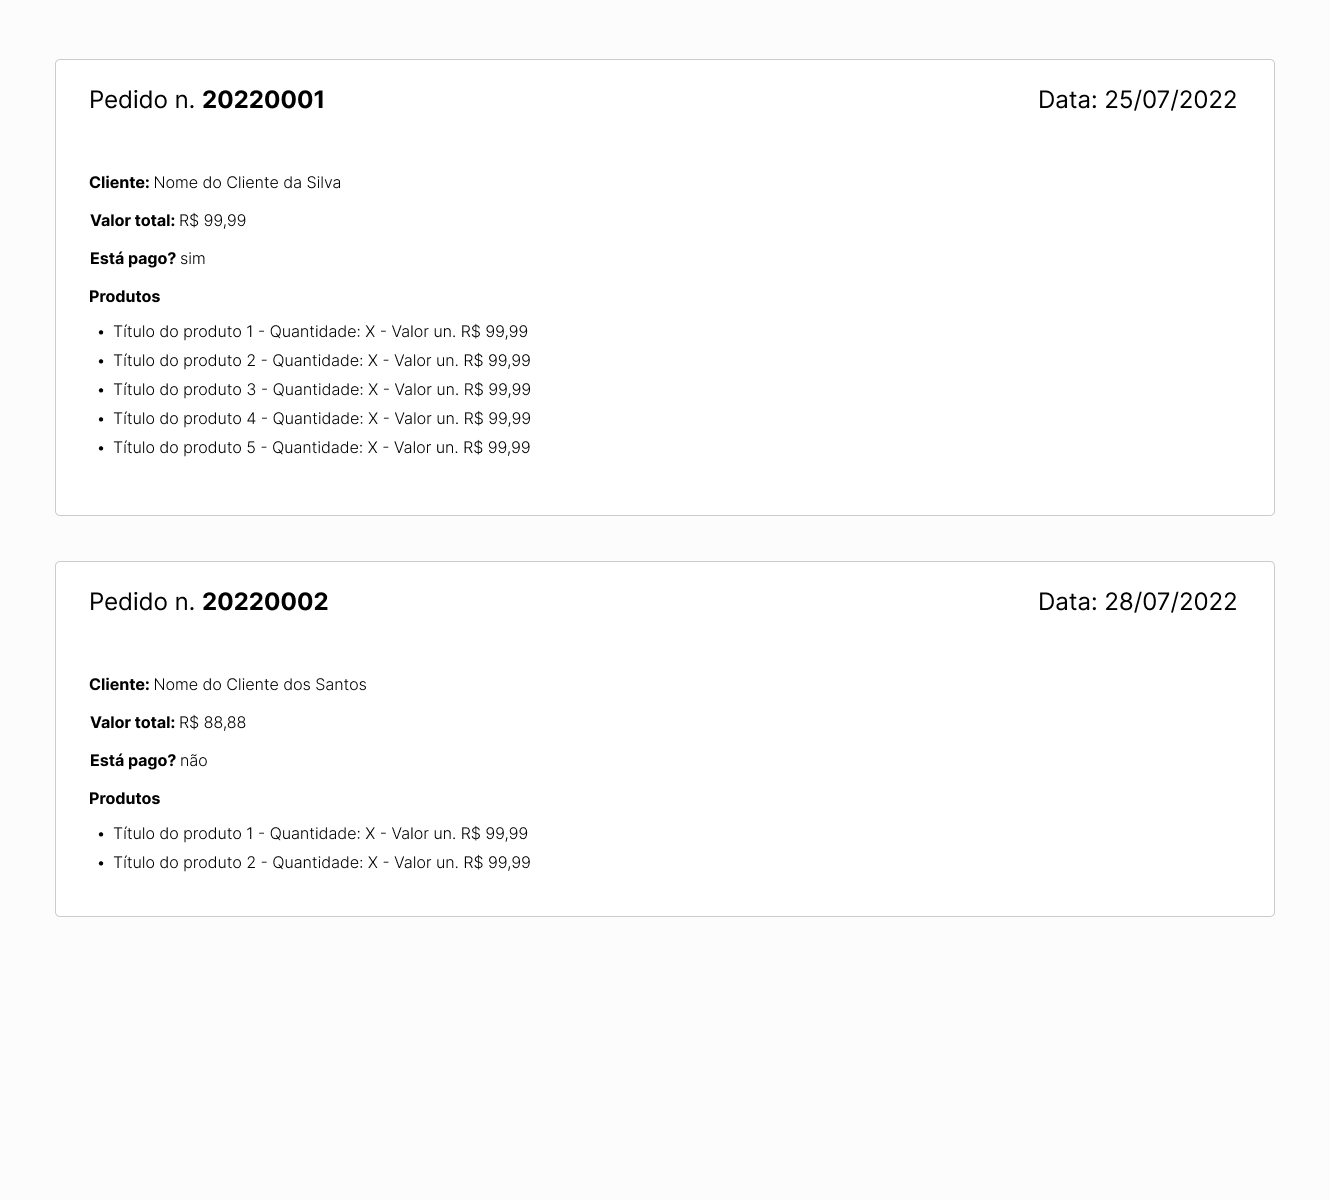 Pedido n. 20220001 Data: 25/07/2022
Cliente: Nome do Cliente da Silva
Valor total: R$ 99,99
Está pago? sim
Produtos
• Título do produto 1 - Quantidade: X - Valor un. R$ 99,99
• Título do produto 2 - Quantidade: X - Valor un. R$ 99,99
• Título do produto 3 - Quantidade: X - Valor un. R$ 99,99
• Título do produto 4 - Quantidade: X - Valor un. R$ 99,99
• Título do produto 5 - Quantidade: X - Valor un. R$ 99,99
Pedido n. 20220002 Data: 28/07/2022
Cliente: Nome do Cliente dos Santos
Valor total: R$ 88,88
Está pago? não
Produtos
• Título do produto 1 - Quantidade: X - Valor un. R$ 99,99
• Título do produto 2 - Quantidade: X - Valor un. R$ 99,99